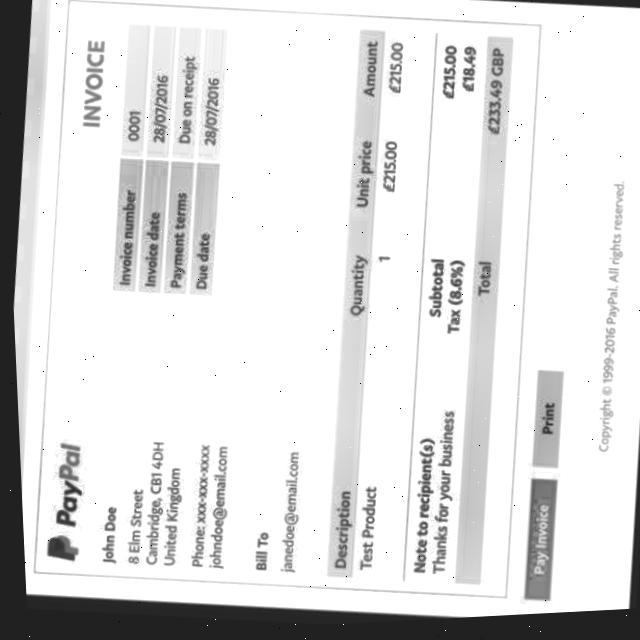 PayPal
INVOICE
John Doe
8 Elm Street
Cambridge, CB1 4DH
United Kingdom
Phone: xxx-xxx-xxxx
johndoe@email.com
Invoice number 0001
Invoice date 28/07/2016
Payment terms Due on receipt
Due date 28/07/2016
Bill To
janedoe@email.com
Description Quantity Unit price Amount
Test Product 1 £215.00 £215.00
Note to recipient(s)
Thanks for your business
Subtotal £215.00
Tax (8.6%) £18.49
Total £233.49 GBP
Pay Invoice Print
Copyright © 1999-2016 PayPal. All rights reserved.